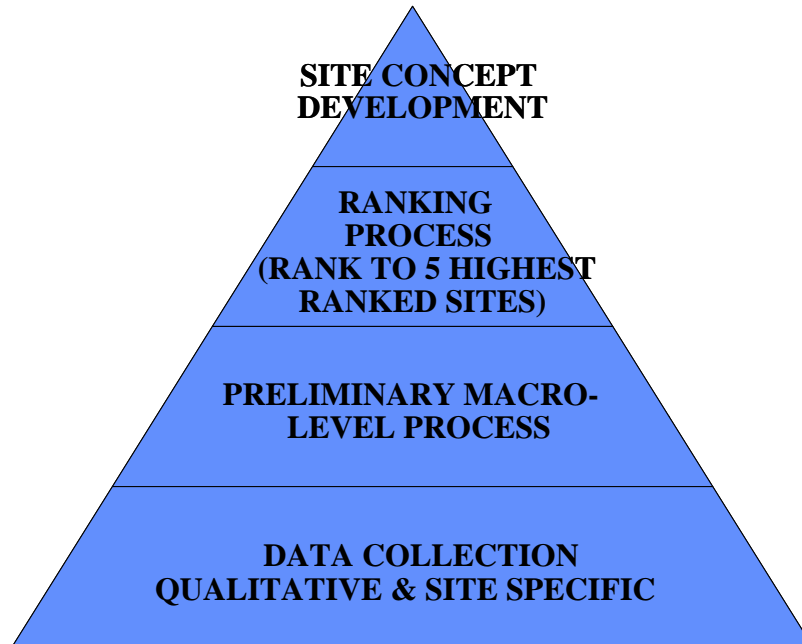 SITE CONCEPT
DEVELOPMENT
RANKING
PROCESS
(RANK TO 5 HIGHEST
RANKED SITES)
PRELIMINARY MACRO-
LEVEL PROCESS
DATA COLLECTION
QUALITATIVE & SITE SPECIFIC